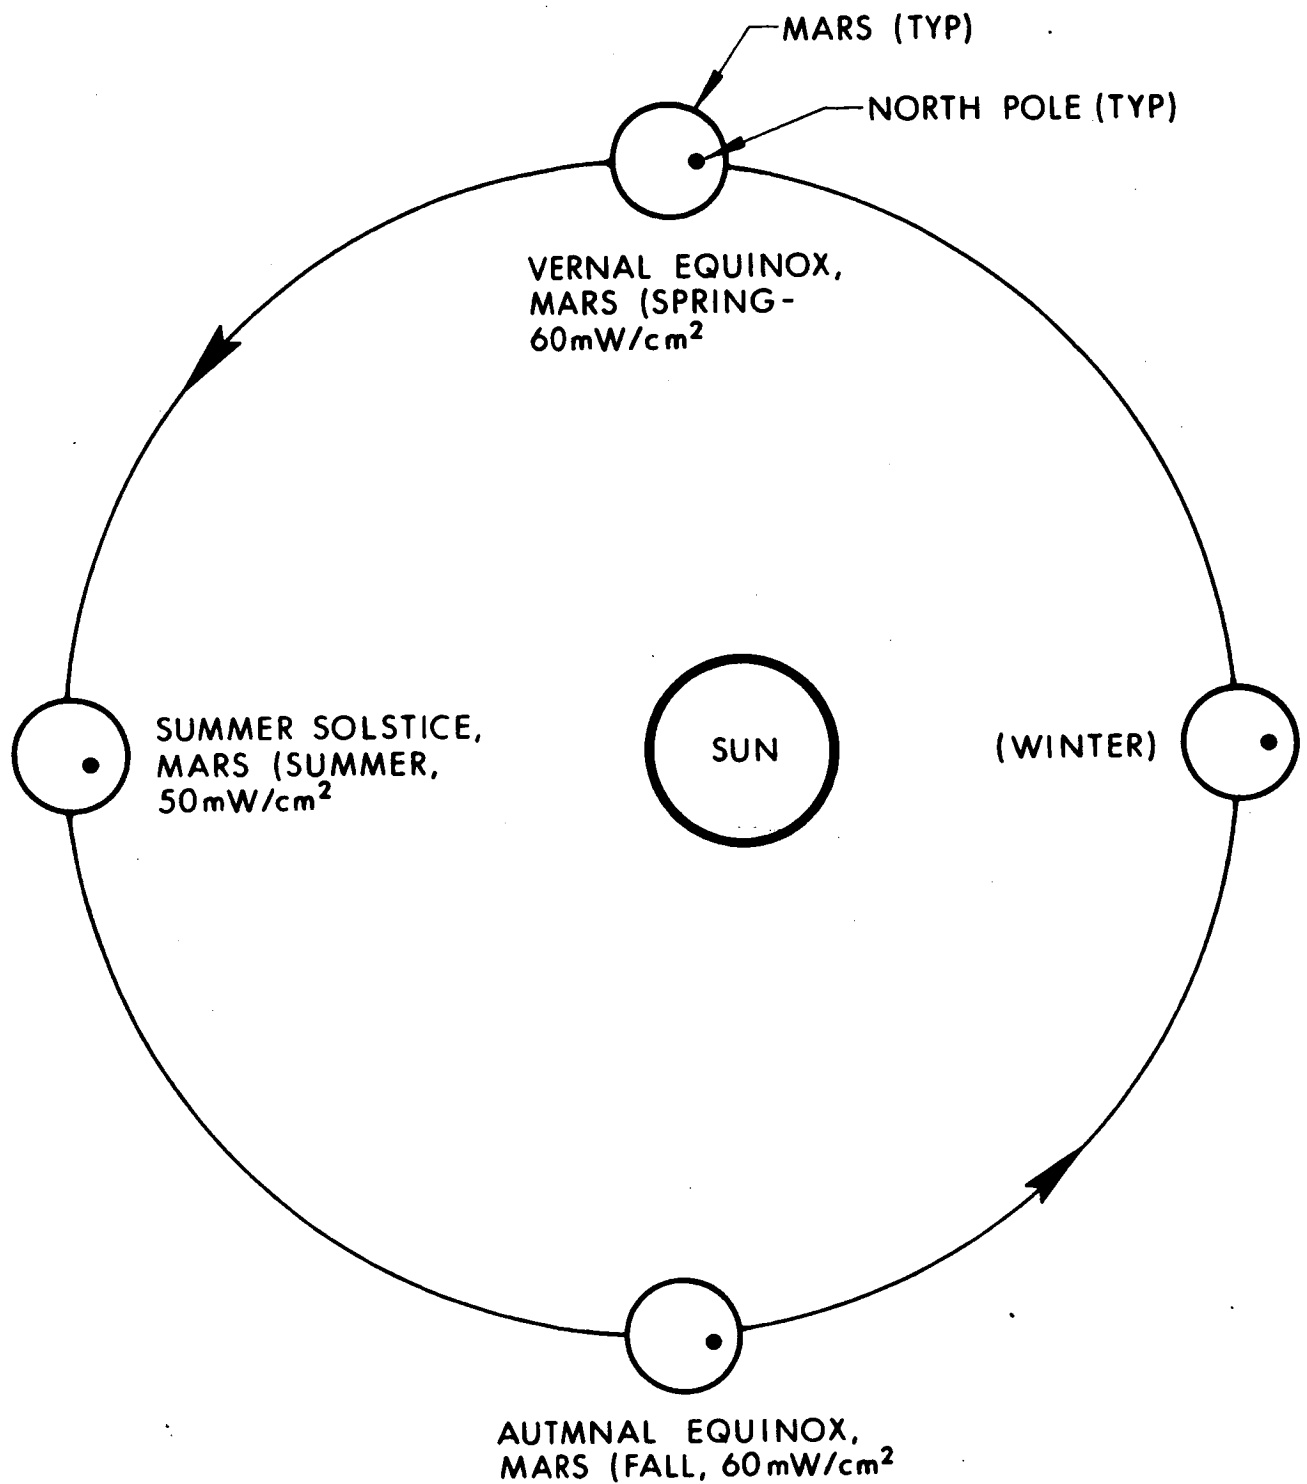 MARS (TYP)
NORTH POLE (TYP)
VERNAL EQUINOX,
MARS (SPRING-
60mW/cm²
SUMMER SOLSTICE,
MARS (SUMMER,
50mW/cm²
SUN
(WINTER)
AUTMNAL EQUINOX,
MARS (FALL, 60mW/cm²